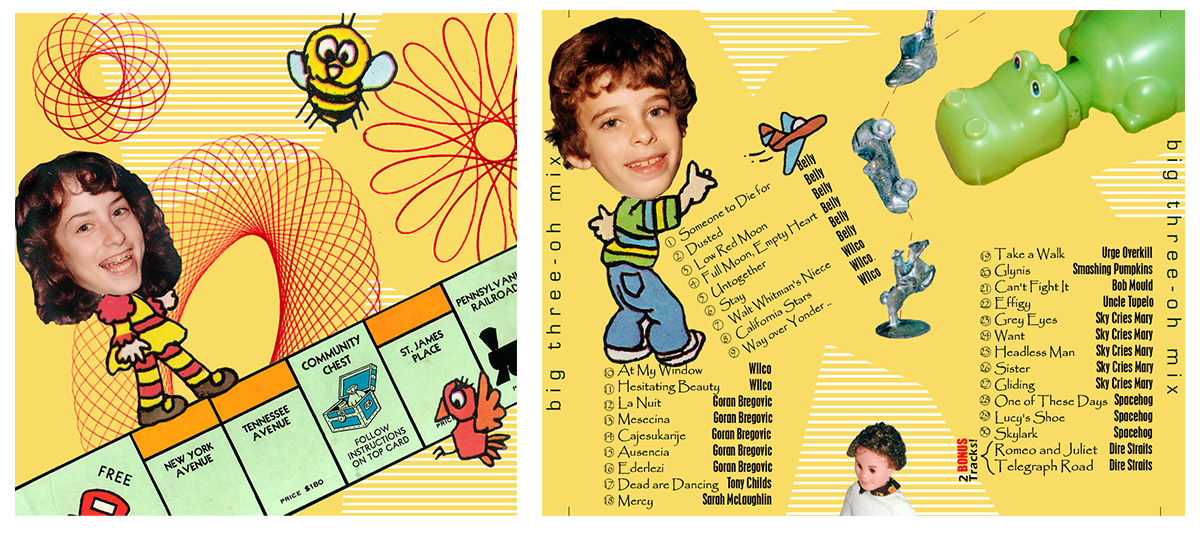 FREE
NEW YORK
AVENUE
TENNESSEE
AVENUE
PRICE $180
COMMUNITY
CHEST
FOLLOW
INSTRUCTIONS
ON TOP CARD
ST. JAMES
PLACE
PENNSYLVAN
RAILROAD
big three-oh mix
1 Someone to Die for Belly
2 Dusted Belly
3 Low Red Moon Belly
4 Full Moon, Empty Heart Belly
5 Untogether Belly
6 Stay Belly
7 Walt Whitman's Niece WIlco
8 California Stars WIlco.
9 Way over Yonder .. WIlco
10 At My Window WIlco
11 Hesitating Beauty WIlco
12 La Nuit Goran Bregovic
13 Mesecina Goran Bregovic
14 Cajesukarije Goran Bregovic
15 Ausencia Goran Bregovic
16 Ederlezi Goran Bregovic
17 Dead are Dancing Tony Childs
18 Mercy Sarah McLaughlin
19 Take a Walk Urge Overkill
20 Glynis Smashing Pumpkins
21 Can't Fight It Bob Mould
22 Effigy Uncle Tupelo
23 Grey Eyes Sky Cries Mary
24 Want Sky Cries Mary
25 Headless Man Sky Cries Mary
26 Sister Sky Cries Mary
27 Gliding Sky Cries Mary
28 One of These Days Spacehog
29 Lucy's Shoe Spacehog
30 Skylark Spacehog
2 BONUS
Tracks!
Romeo and Juliet Dire Straits
Telegraph Road Dire Straits
big three-oh mix